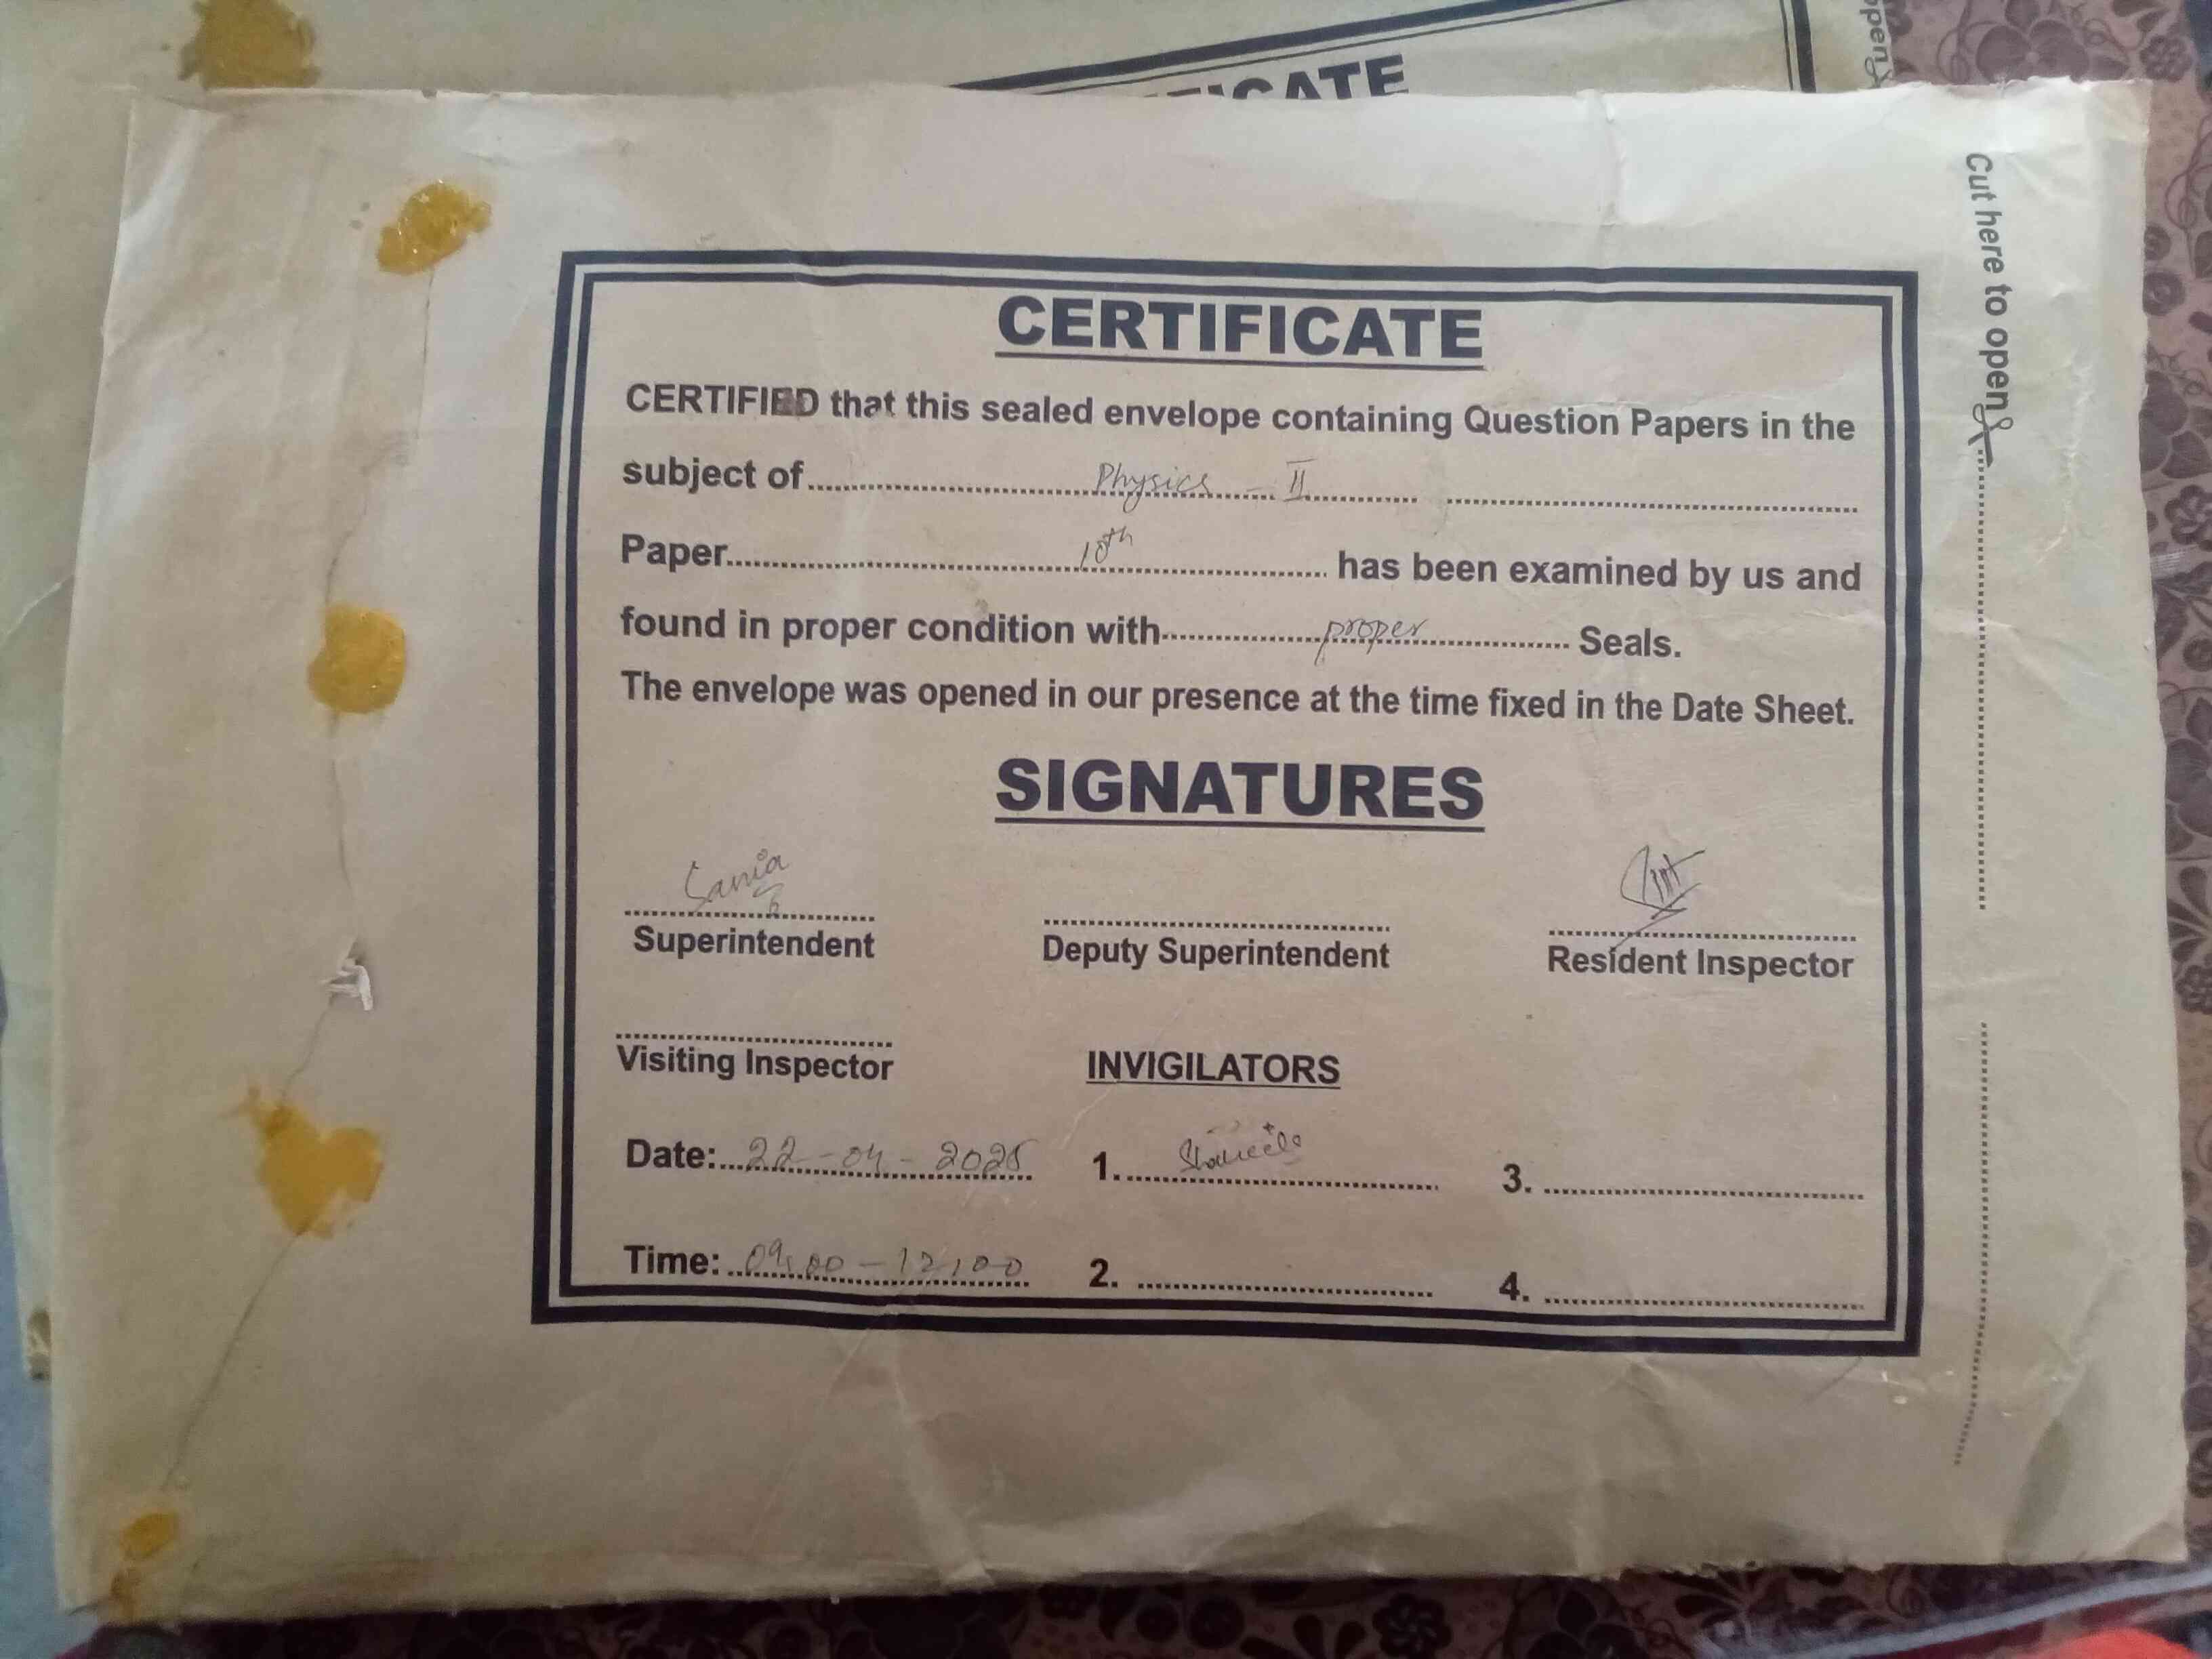 ICATE
open
Cut here to open
CERTIFICATE
CERTIFIED that this sealed envelope containing Question Papers in the
subject of.......... Physics - II ..........
Paper.......... 10th .......... has been examined by us and
found in proper condition with.......... proper .......... Seals.
The envelope was opened in our presence at the time fixed in the Date Sheet.
SIGNATURES
Sania
Superintendent Deputy Superintendent Resident Inspector
Visiting Inspector INVIGILATORS
Date: 22-04-2025 1. .......... 3. ..........
Time: 09:00-12:00 2. .......... 4. ..........